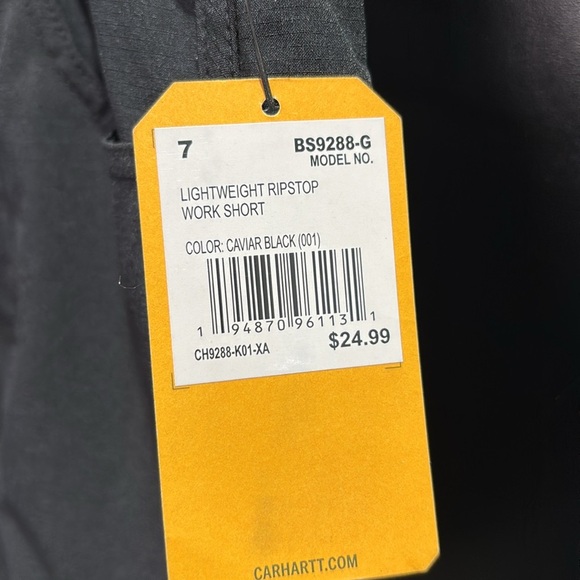 7
BS9288-G
MODEL NO.
LIGHTWEIGHT RIPSTOP
WORK SHORT
COLOR: CAVIAR BLACK (001)
1 94870 96113 1
CH9288-K01-XA
$24.99
CARHARTT.COM